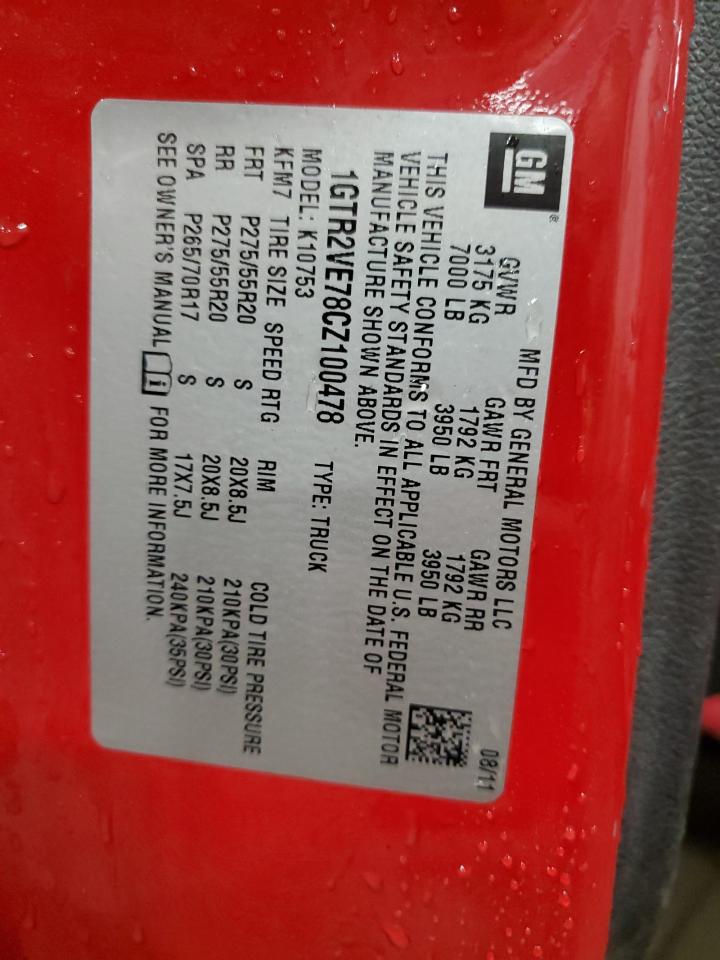 GM®
MFD BY GENERAL MOTORS LLC 08/11
GVWR GAWR FRT GAWR RR
3175 KG 1792 KG 1792 KG
7000 LB 3950 LB 3950 LB
THIS VEHICLE CONFORMS TO ALL APPLICABLE U.S. FEDERAL MOTOR
VEHICLE SAFETY STANDARDS IN EFFECT ON THE DATE OF
MANUFACTURE SHOWN ABOVE.
1GTR2VE78CZ100478 TYPE: TRUCK
MODEL: K10753
KFM7 TIRE SIZE SPEED RTG RIM COLD TIRE PRESSURE
FRT P275/55R20 S 20X8.5J 210KPA(30PSI)
RR P275/55R20 S 20X8.5J 210KPA(30PSI)
SPA P265/70R17 S 17X7.5J 240KPA(35PSI)
SEE OWNER'S MANUAL FOR MORE INFORMATION.